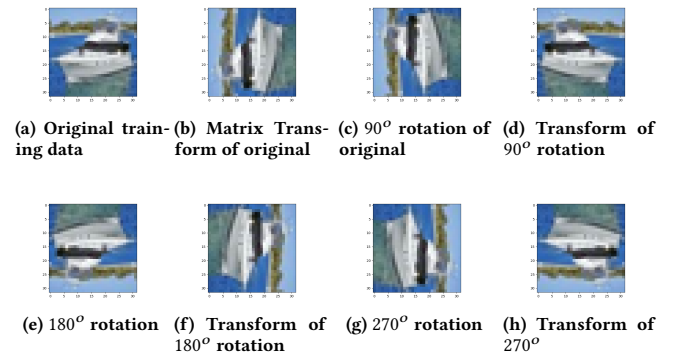 (a) Original train- (b) Matrix Trans- (c) 90° rotation of (d) Transform of
ing data form of original original 90° rotation
(e) 180° rotation (f) Transform of (g) 270° rotation (h) Transform of
180° rotation 270°